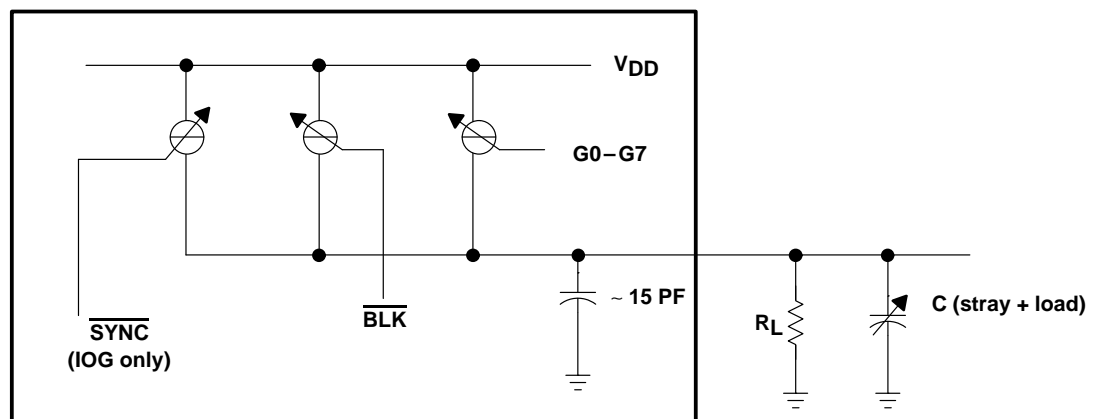 VDD
G0–G7
~ 15 PF
SYNC
(IOG only)
BLK
RL
C (stray + load)